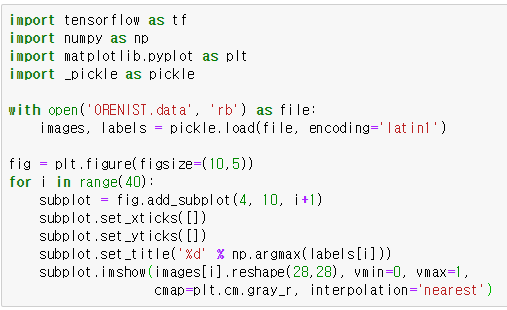 import tensorflow as tf
import numpy as np
import matplotlib.pyplot as plt
import _pickle as pickle

with open('ORENIST.data', 'rb') as file:
    images, labels = pickle.load(file, encoding='latin1')

fig = plt.figure(figsize=(10,5))
for i in range(40):
    subplot = fig.add_subplot(4, 10, i+1)
    subplot.set_xticks([])
    subplot.set_yticks([])
    subplot.set_title('%d' % np.argmax(labels[i]))
    subplot.imshow(images[i].reshape(28,28), vmin=0, vmax=1,
                   cmap=plt.cm.gray_r, interpolation='nearest')